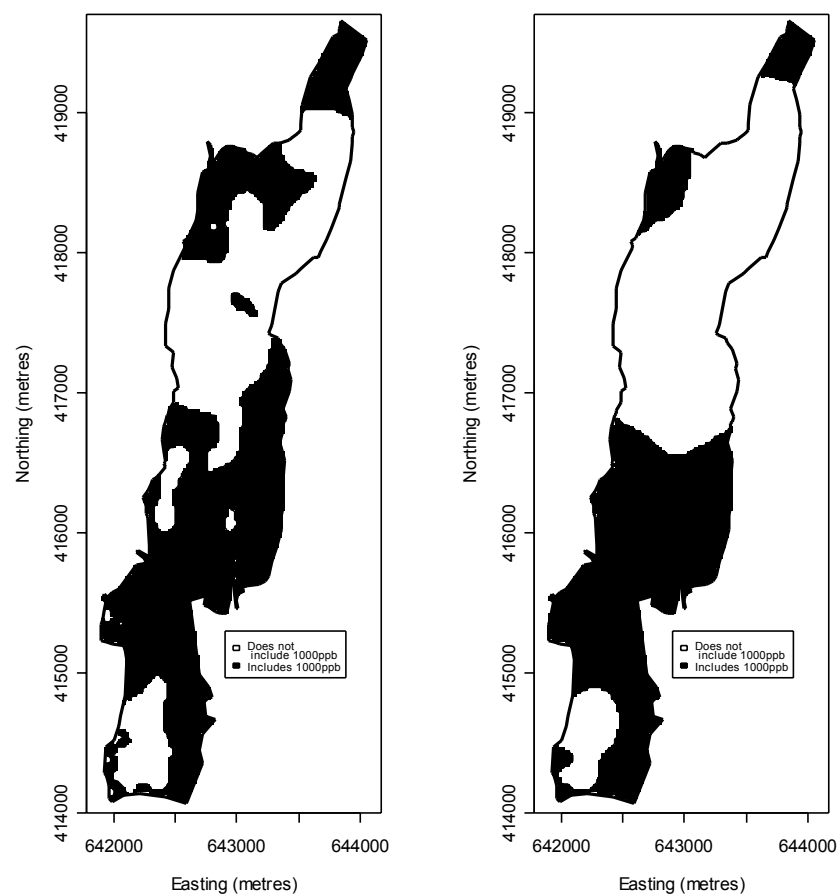 419000
418000
417000
416000
415000
414000
Northing (metres)
Does not
include 1000ppb
Includes 1000ppb
642000 643000 644000
Easting (metres)
419000
418000
417000
416000
415000
414000
Northing (metres)
Does not
include 1000ppb
Includes 1000ppb
642000 643000 644000
Easting (metres)